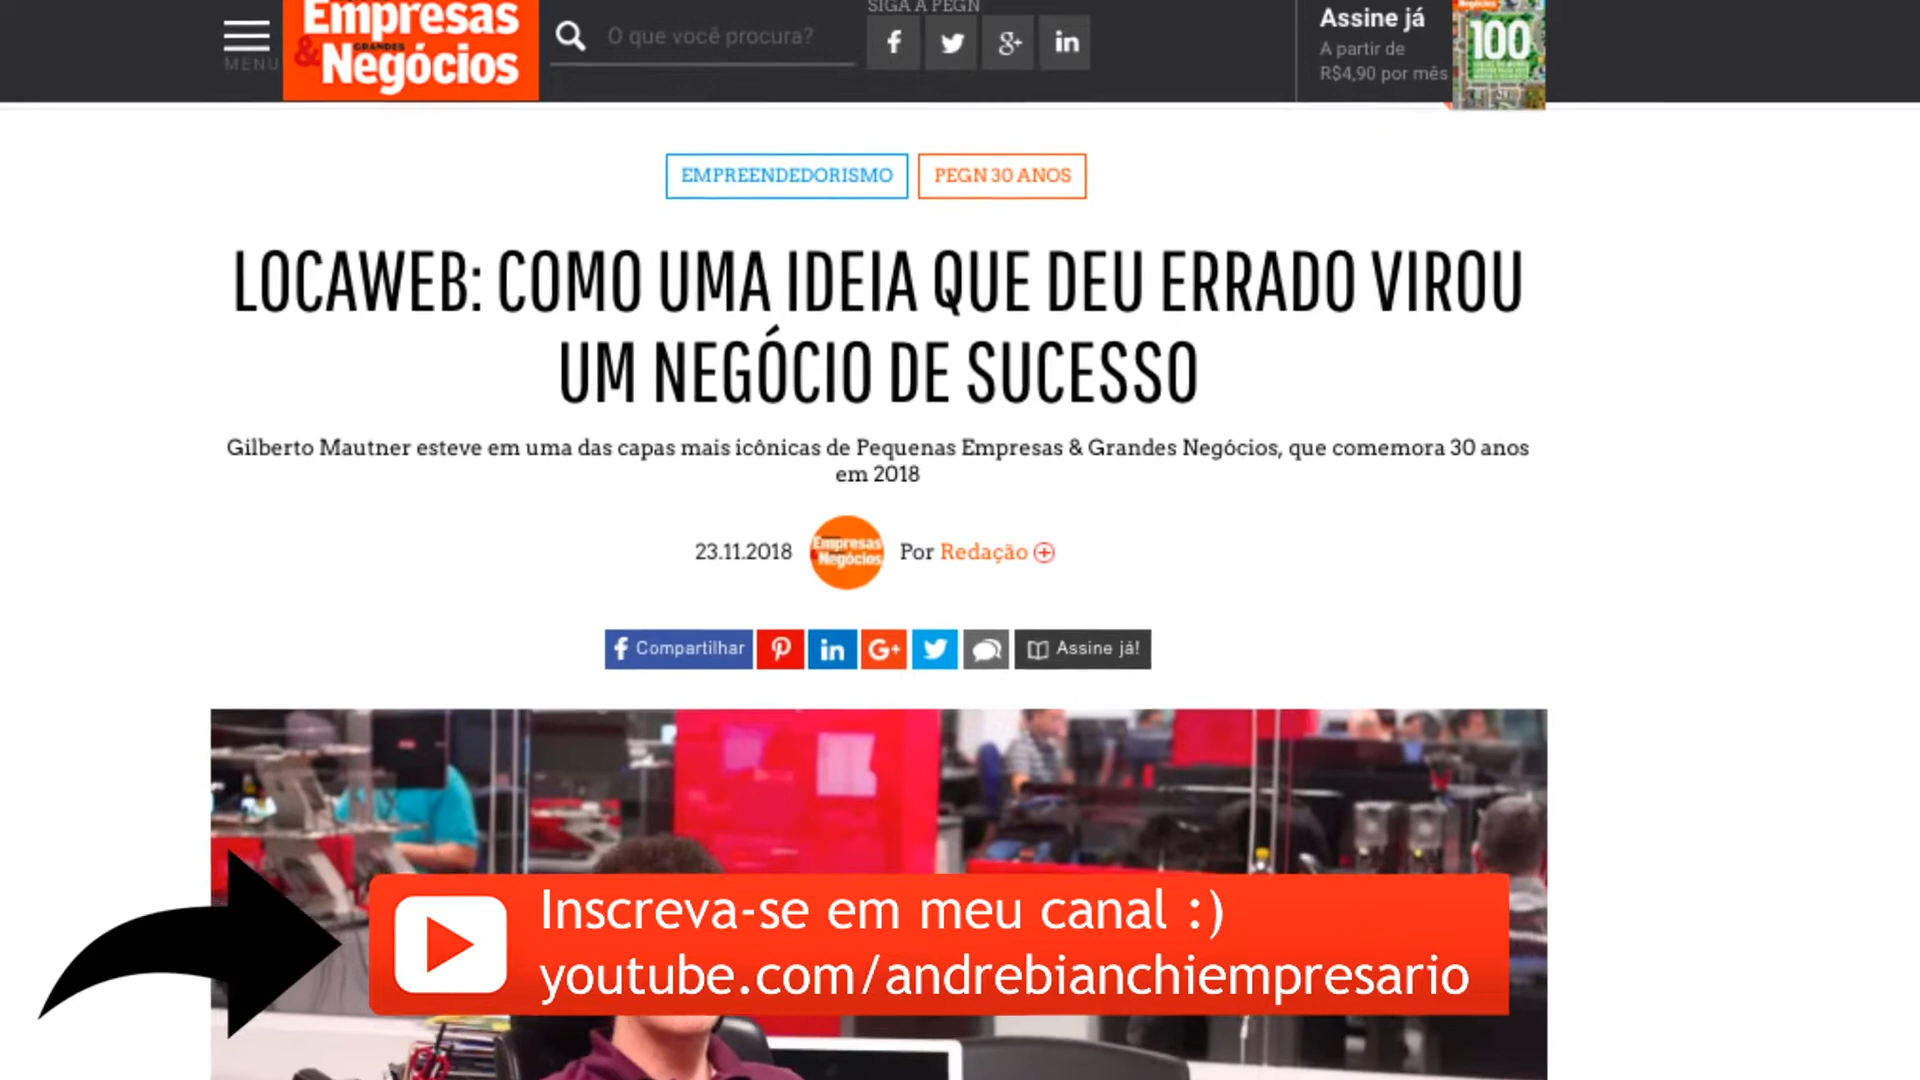 MENU
Empresas
& GRANDES
Negócios
O que você procura?
SIGA A PEGN
Assine já
A partir de
R$4,90 por mês
Negócios
100
EMPREENDEDORISMO
PEGN 30 ANOS
LOCAWEB: COMO UMA IDEIA QUE DEU ERRADO VIROU
UM NEGÓCIO DE SUCESSO
Gilberto Mautner esteve em uma das capas mais icônicas de Pequenas Empresas & Grandes Negócios, que comemora 30 anos
em 2018
23.11.2018
Empresas
Negócios
Por Redação
Compartilhar
Assine já!
Inscreva-se em meu canal :)
youtube.com/andrebianchiempresario